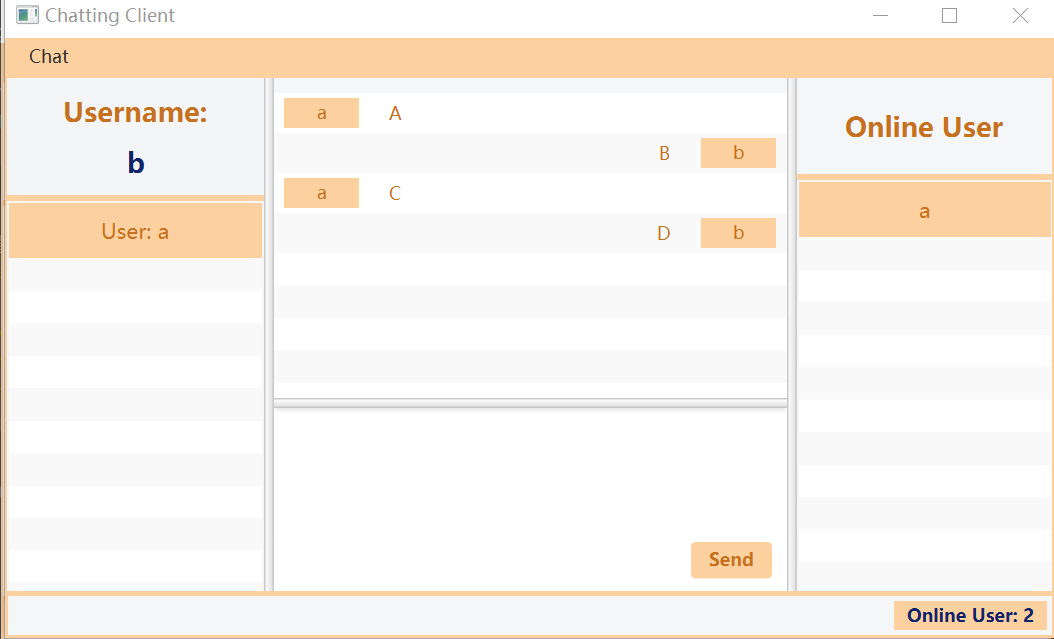 Chatting Client
Chat
Username:
b
User: a
a A
B b
a C
D b
Send
Online User
a
Online User: 2